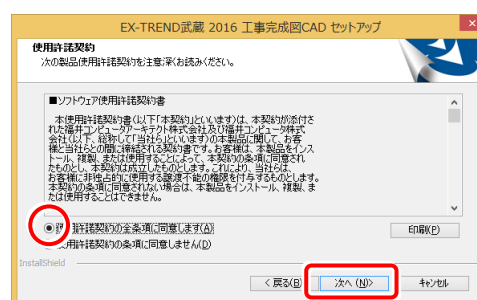 EX-TREND武蔵 2016 工事完成図CAD セットアップ
使用許諾契約
次の製品使用許諾契約を注意深くお読みください。
■ソフトウェア使用許諾契約書
本使用許諾契約書(以下「本契約」といいます)は、本契約が添付さ
れた福井コンピュータアーキテクト株式会社及び福井コンピュータ株式
会社(以下、総称して「当社ら」といいます)の本製品に関して、お客
様と当社らとの間に締結される契約書です。お客様は、本製品をインス
トール、複製、または使用することによって、本契約の条項に同意され
たものとし、本契約は成立したものとします。これにより、当社らは、
お客様に非独占的に使用する譲渡不能の権限を付与するものとします。
本契約の条項に同意されない場合は、本製品をインストール、複製、ま
たは使用することはできません。
使用許諾契約の全条項に同意します(A)
使用許諾契約の条項に同意しません(D)
印刷(P)
InstallShield
< 戻る(B)
次へ (N)>
キャンセル